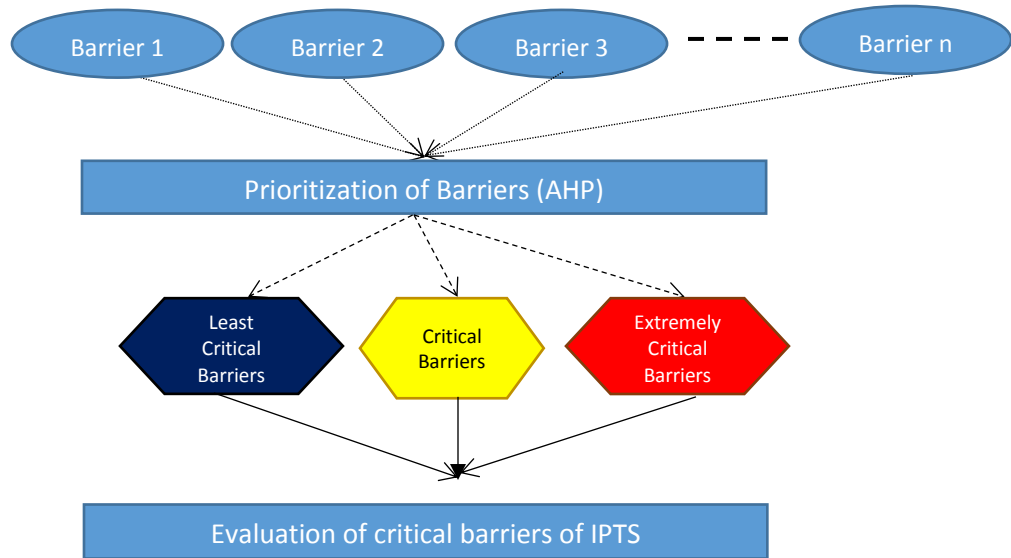 Barrier 1
Barrier 2
Barrier 3
Barrier n
Prioritization of Barriers (AHP)
Least
Critical
Barriers
Critical
Barriers
Extremely
Critical
Barriers
Evaluation of critical barriers of IPTS